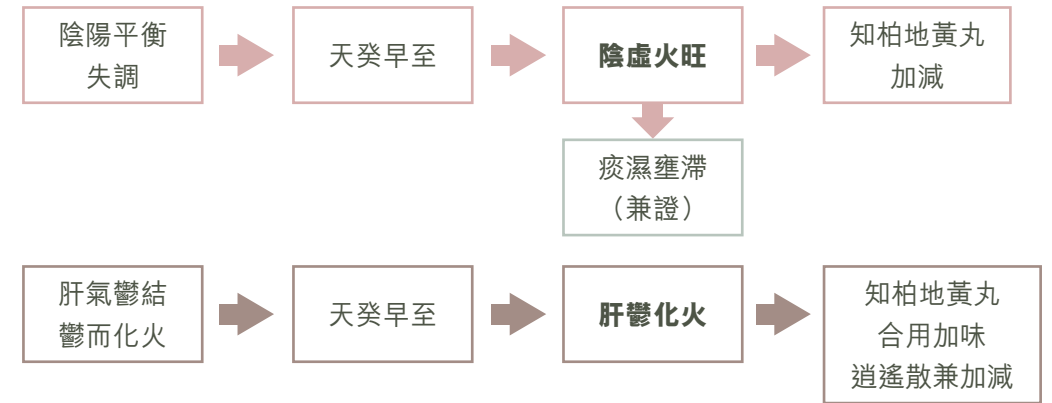 陰陽平衡
失調
天癸早至
陰虛火旺
知柏地黃丸
加減
痰濕壅滯
（兼證）
肝氣鬱結
鬱而化火
天癸早至
肝鬱化火
知柏地黃丸
合用加味
逍遙散兼加減